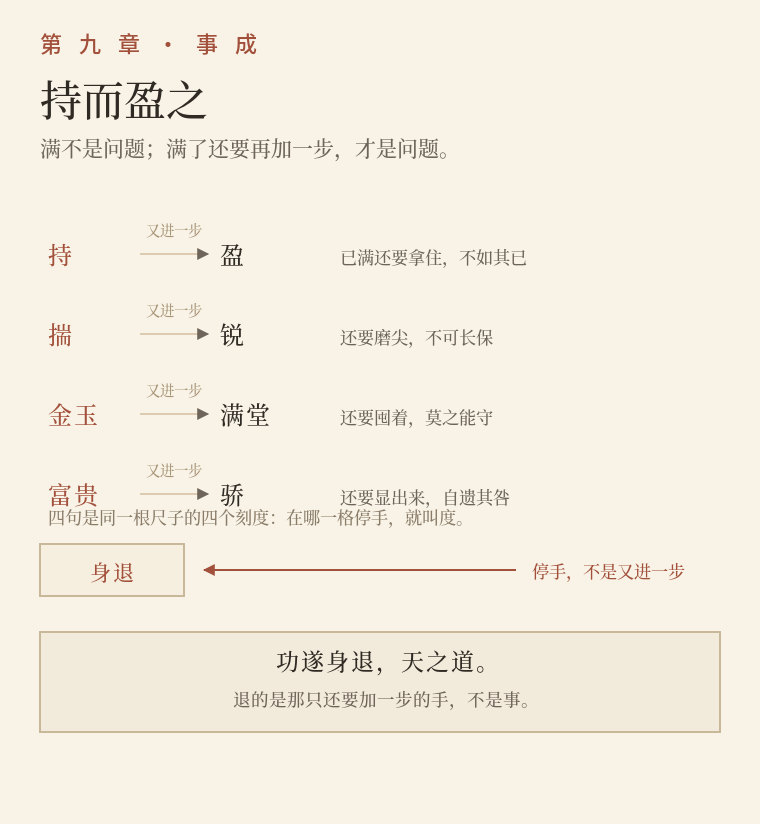 第九章·事成
持而盈之
满不是问题；满了还要再加一步，才是问题。
又进一步
持 盈 已满还要拿住，不如其已
又进一步
揣 锐 还要磨尖，不可长保
又进一步
金玉 满堂 还要囤着，莫之能守
又进一步
富贵 骄 还要显出来，自遗其咎
四句是同一根尺子的四个刻度：在哪一格停手，就叫度。
身退 停手，不是又进一步
功遂身退，天之道。
退的是那只还要加一步的手，不是事。